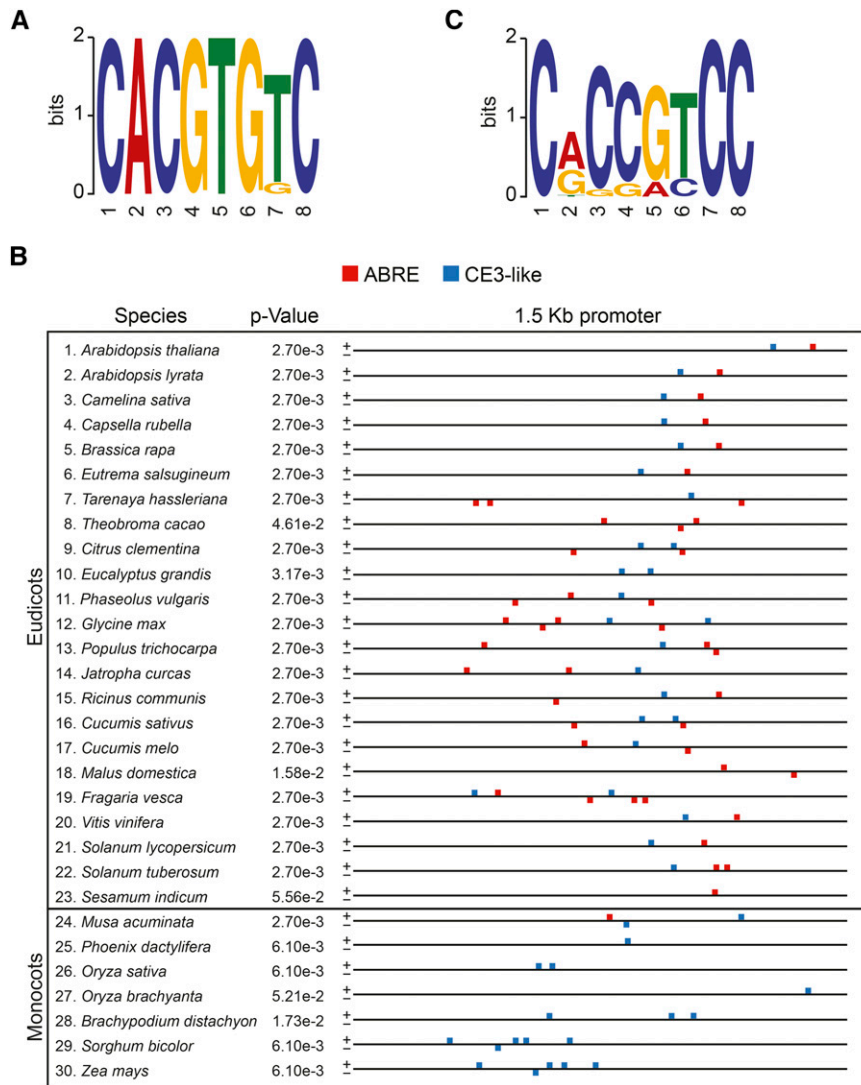 A
C
2
1
0
bits
CACGTGTC
G
1 2 3 4 5 6 7 8
2
1
0
bits
CACCGTCC
GGGAC
1 2 3 4 5 6 7 8
B
ABRE CE3-like
Species p-Value 1.5 Kb promoter
Eudicots
1. Arabidopsis thaliana 2.70e-3 + −
2. Arabidopsis lyrata 2.70e-3 + −
3. Camelina sativa 2.70e-3 + −
4. Capsella rubella 2.70e-3 + −
5. Brassica rapa 2.70e-3 + −
6. Eutrema salsugineum 2.70e-3 + −
7. Tarenaya hassleriana 2.70e-3 + −
8. Theobroma cacao 4.61e-2 + −
9. Citrus clementina 2.70e-3 + −
10. Eucalyptus grandis 3.17e-3 + −
11. Phaseolus vulgaris 2.70e-3 + −
12. Glycine max 2.70e-3 + −
13. Populus trichocarpa 2.70e-3 + −
14. Jatropha curcas 2.70e-3 + −
15. Ricinus communis 2.70e-3 + −
16. Cucumis sativus 2.70e-3 + −
17. Cucumis melo 2.70e-3 + −
18. Malus domestica 1.58e-2 + −
19. Fragaria vesca 2.70e-3 + −
20. Vitis vinifera 2.70e-3 + −
21. Solanum lycopersicum 2.70e-3 + −
22. Solanum tuberosum 2.70e-3 + −
23. Sesamum indicum 5.56e-2 + −
Monocots
24. Musa acuminata 2.70e-3 + −
25. Phoenix dactylifera 6.10e-3 + −
26. Oryza sativa 6.10e-3 + −
27. Oryza brachyanta 5.21e-2 + −
28. Brachypodium distachyon 1.73e-2 + −
29. Sorghum bicolor 6.10e-3 + −
30. Zea mays 6.10e-3 + −